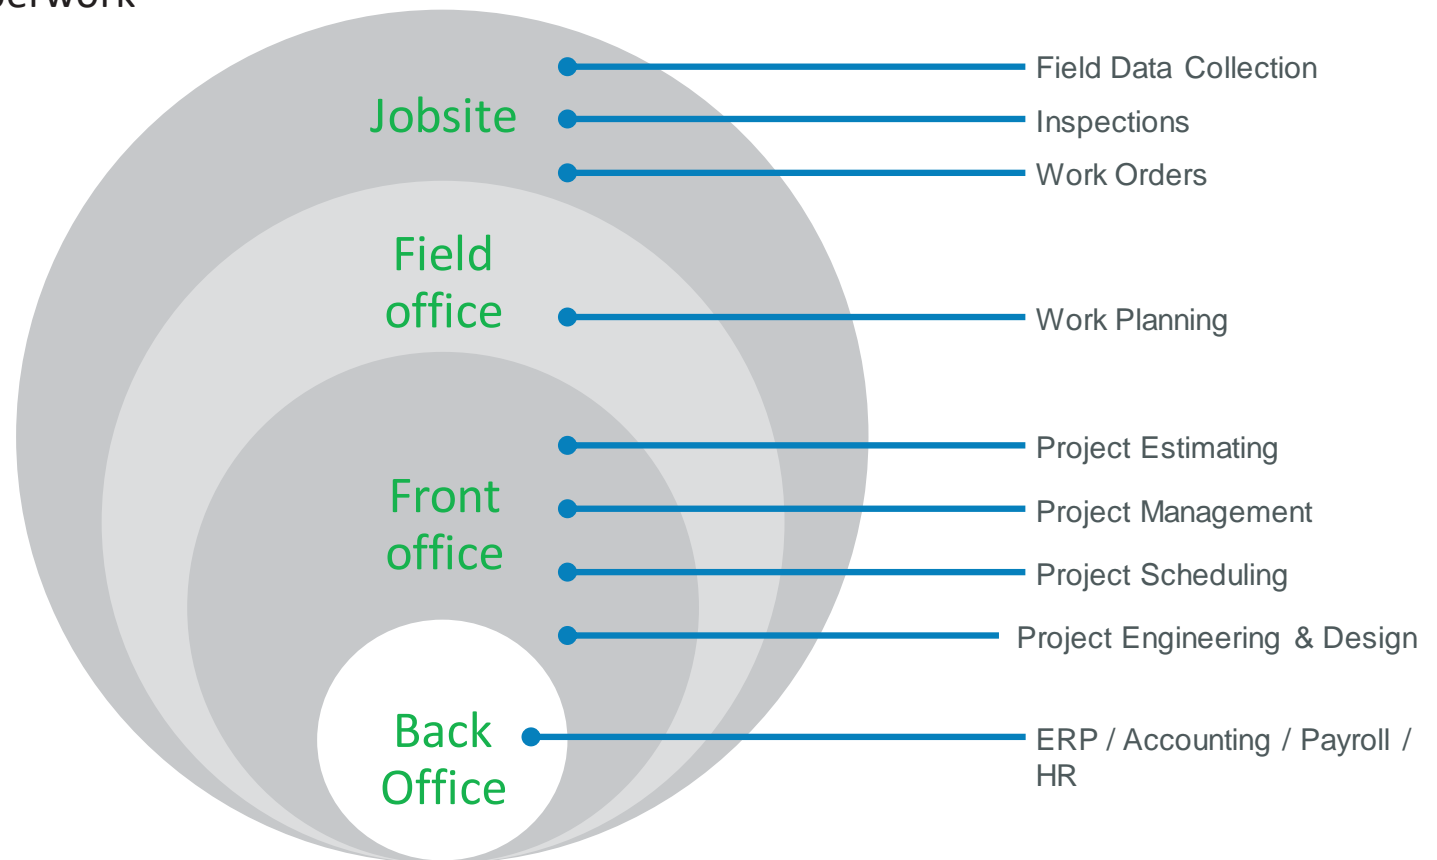 Jobsite
Field Data Collection
Inspections
Work Orders
Field
office
Work Planning
Front
office
Project Estimating
Project Management
Project Scheduling
Project Engineering & Design
Back
Office
ERP / Accounting / Payroll /
HR